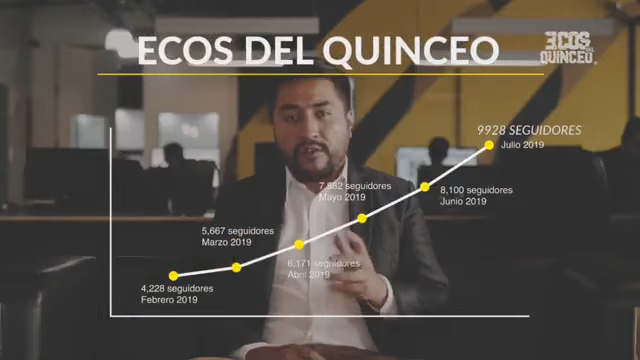 ECOS DEL QUINCEO
ECOS
DEL
QUINCEO
9928 SEGUIDORES
Julio 2019
7,882 seguidores
Mayo 2019
8,100 seguidores
Junio 2019
5,667 seguidores
Marzo 2019
6,171 seguidores
Abril 2019
4,228 seguidores
Febrero 2019